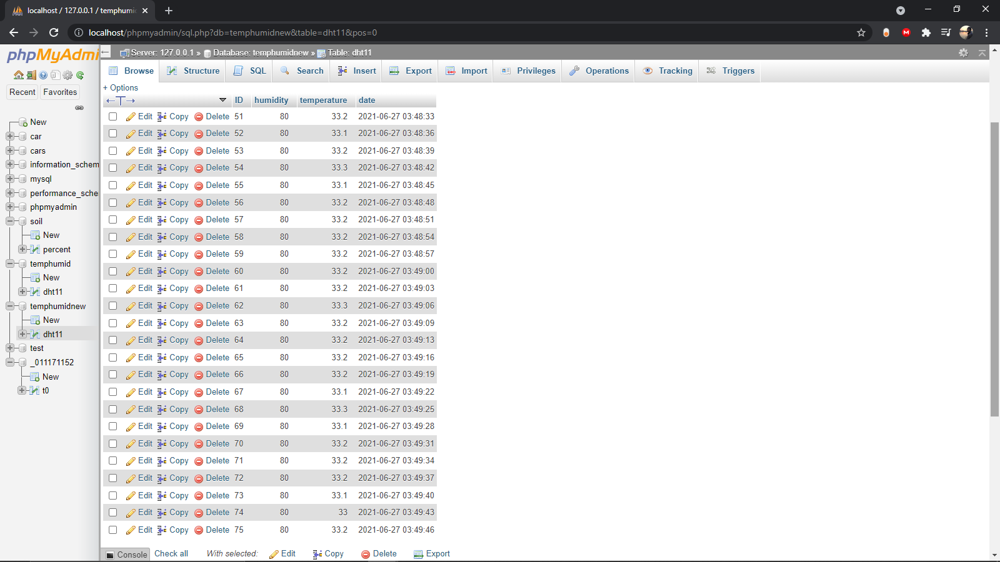 localhost / 127.0.0.1 / temphumid
localhost/phpmyadmin/sql.php?db=temphumidnew&table=dht11&pos=0
phpMyAdmi
Recent Favorites
New
car
cars
information_schem
mysql
performance_sche
phpmyadmin
soil
New
percent
temphumid
New
dht11
temphumidnew
New
dht11
test
_011171152
New
t0
Server: 127.0.0.1 » Database: temphumidnew » Table: dht11
Browse Structure SQL Search Insert Export Import Privileges Operations Tracking Triggers
+ Options
←T→ ID humidity temperature date
Edit Copy Delete 51 80 33.2 2021-06-27 03:48:33
Edit Copy Delete 52 80 33.1 2021-06-27 03:48:36
Edit Copy Delete 53 80 33.2 2021-06-27 03:48:39
Edit Copy Delete 54 80 33.3 2021-06-27 03:48:42
Edit Copy Delete 55 80 33.1 2021-06-27 03:48:45
Edit Copy Delete 56 80 33.2 2021-06-27 03:48:48
Edit Copy Delete 57 80 33.2 2021-06-27 03:48:51
Edit Copy Delete 58 80 33.2 2021-06-27 03:48:54
Edit Copy Delete 59 80 33.2 2021-06-27 03:48:57
Edit Copy Delete 60 80 33.2 2021-06-27 03:49:00
Edit Copy Delete 61 80 33.2 2021-06-27 03:49:03
Edit Copy Delete 62 80 33.3 2021-06-27 03:49:06
Edit Copy Delete 63 80 33.2 2021-06-27 03:49:09
Edit Copy Delete 64 80 33.2 2021-06-27 03:49:13
Edit Copy Delete 65 80 33.2 2021-06-27 03:49:16
Edit Copy Delete 66 80 33.2 2021-06-27 03:49:19
Edit Copy Delete 67 80 33.1 2021-06-27 03:49:22
Edit Copy Delete 68 80 33.3 2021-06-27 03:49:25
Edit Copy Delete 69 80 33.1 2021-06-27 03:49:28
Edit Copy Delete 70 80 33.2 2021-06-27 03:49:31
Edit Copy Delete 71 80 33.2 2021-06-27 03:49:34
Edit Copy Delete 72 80 33.2 2021-06-27 03:49:37
Edit Copy Delete 73 80 33.1 2021-06-27 03:49:40
Edit Copy Delete 74 80 33 2021-06-27 03:49:43
Edit Copy Delete 75 80 33.2 2021-06-27 03:49:46
Console Check all With selected: Edit Copy Delete Export